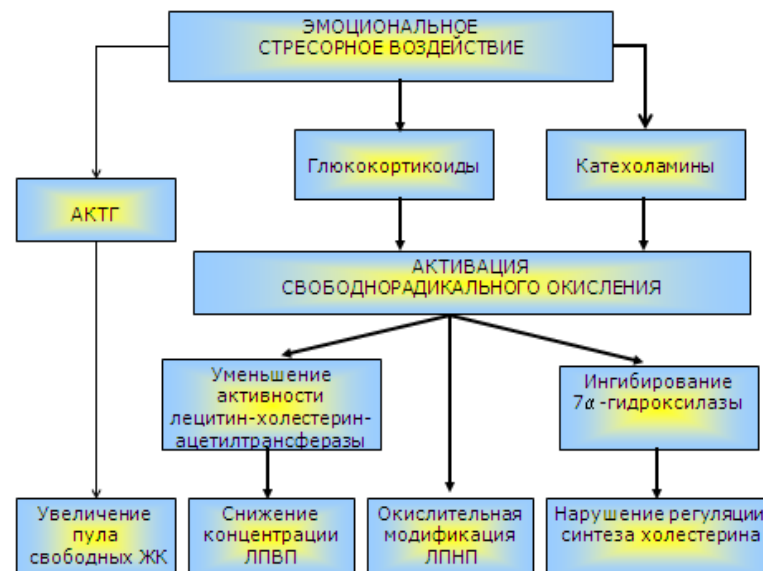 ЭМОЦИОНАЛЬНОЕ
СТРЕСОРНОЕ ВОЗДЕЙСТВИЕ
Глюкокортикоиды
Катехоламины
АКТГ
АКТИВАЦИЯ
СВОБОДНОРАДИКАЛЬНОГО ОКИСЛЕНИЯ
Уменьшение
активности
лецитин-холестерин-
ацетилтрансферазы
Ингибирование
7α-гидроксилазы
Увеличение
пула
свободных ЖК
Снижение
концентрации
ЛПВП
Окислительная
модификация
ЛПНП
Нарушение регуляции
синтеза холестерина